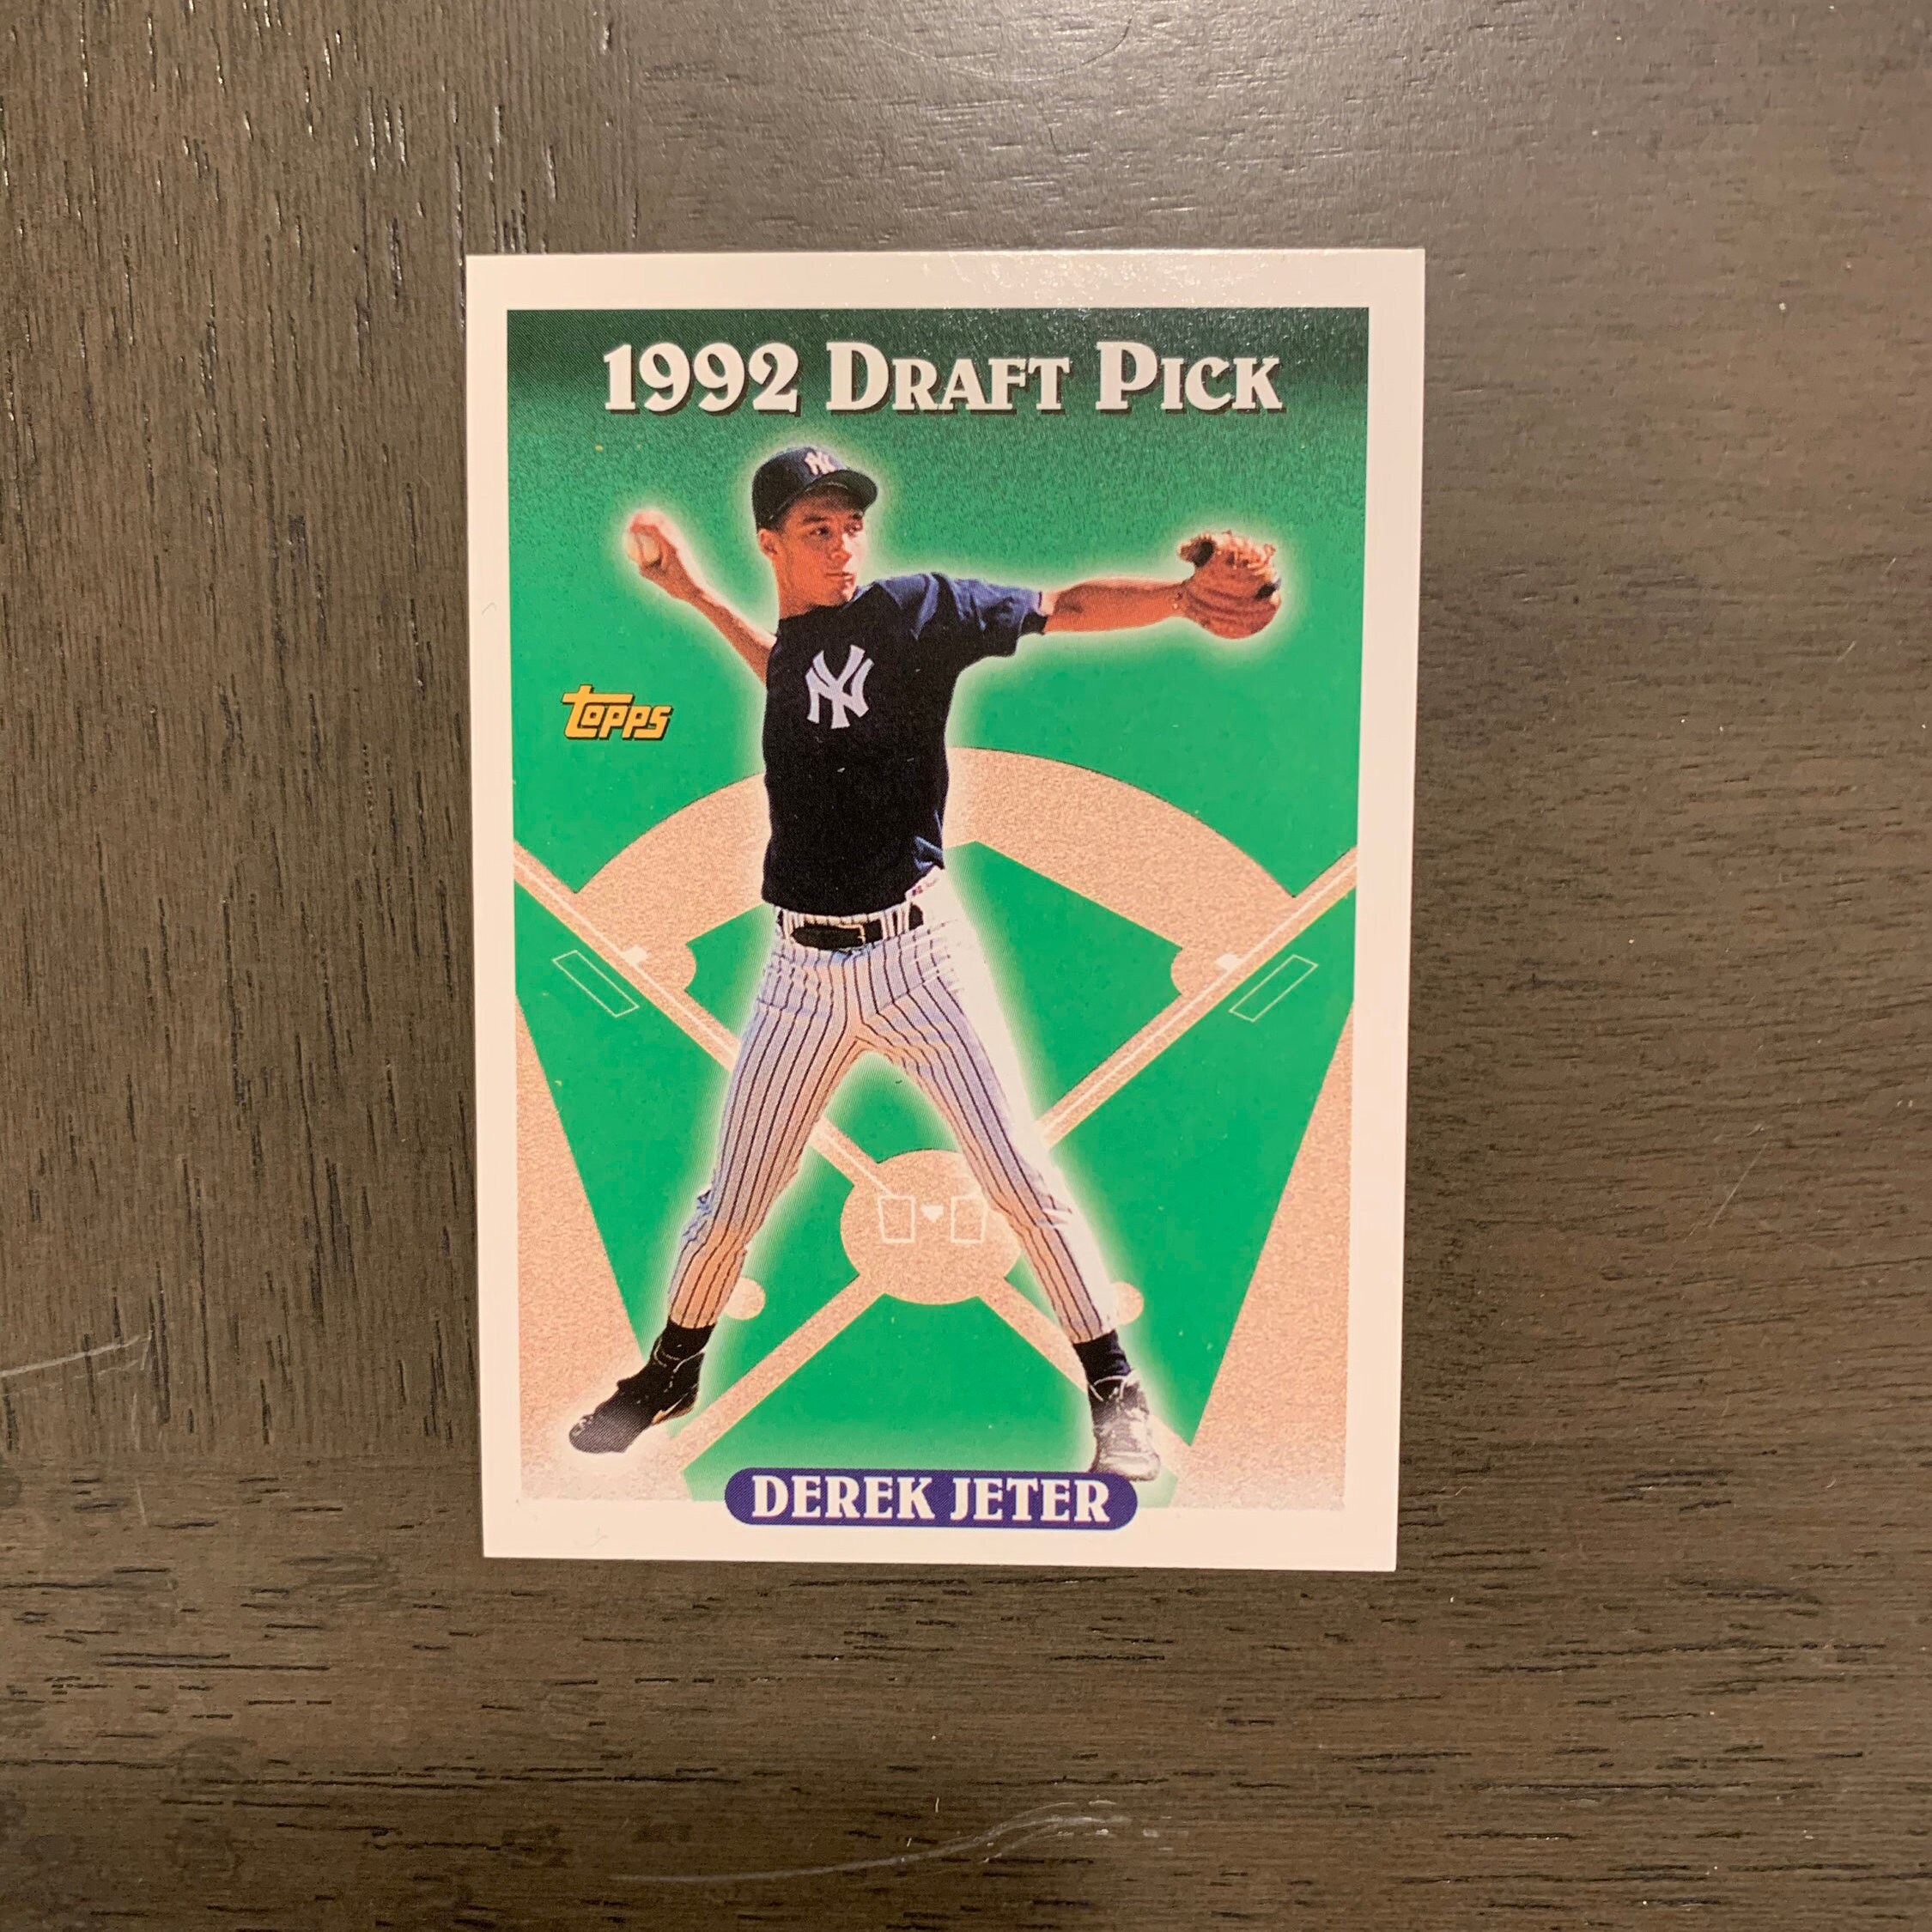 1992 DRAFT PICK
NY
topps
NY
DEREK JETER